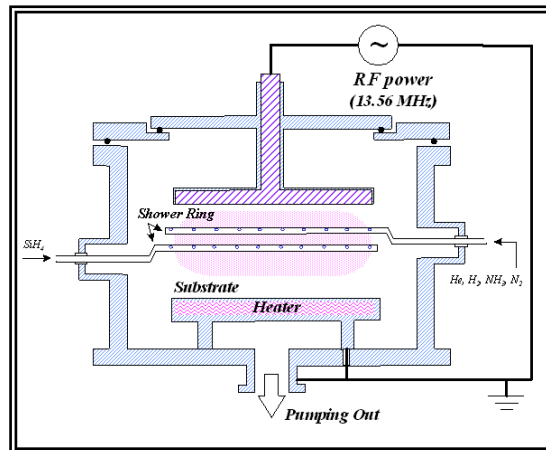 ~
RF power
(13.56 MHz)
Shower Ring
SiH4
He, H2, NH3, N2
Substrate
Heater
Pumping Out